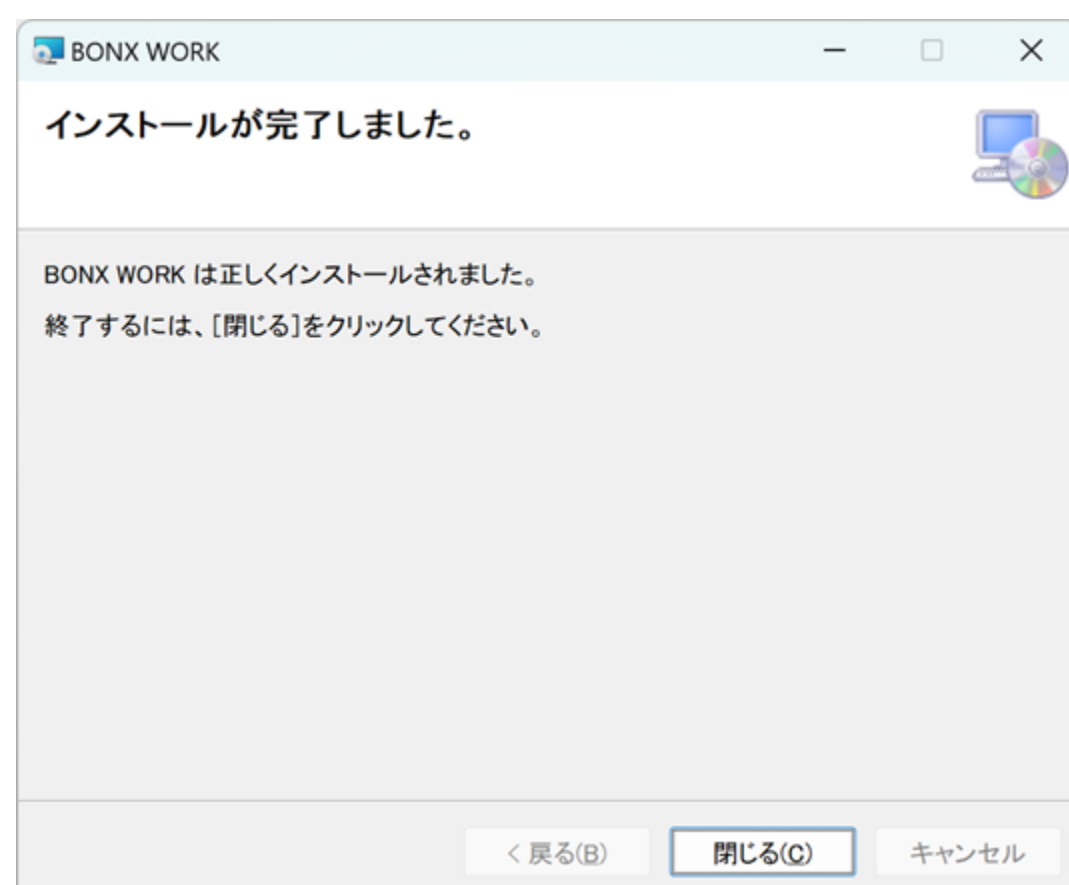 BONX WORK
インストールが完了しました。
BONX WORK は正しくインストールされました。
終了するには、[閉じる]をクリックしてください。
< 戻る(B)
閉じる(C)
キャンセル